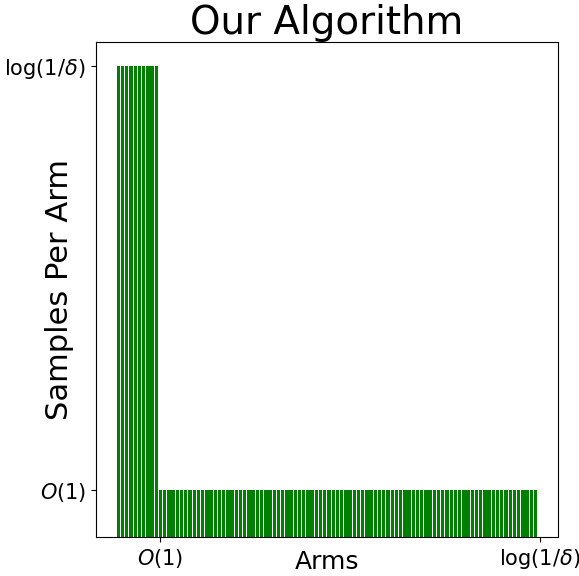 Our Algorithm
log(1/δ)
Samples Per Arm
O(1)
O(1)
Arms
log(1/δ)